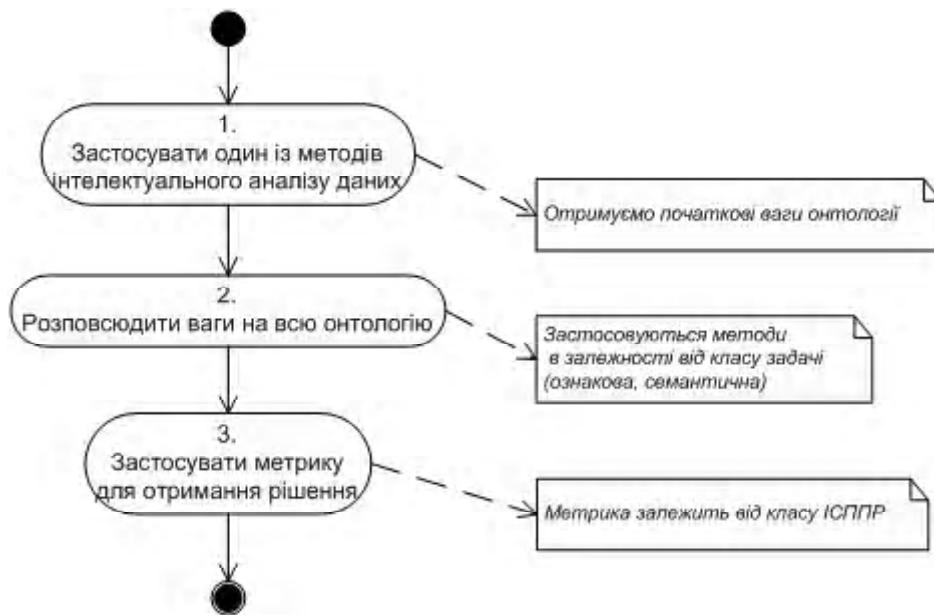 1.
Застосувати один із методів
інтелектуального аналізу даних
Отримуємо початкові ваги онтології
2.
Розповсюдити ваги на всю онтологію
Застосовуються методи
в залежності від класу задачі
(ознакова, семантична)
3.
Застосувати метрику
для отримання рішення
Метрика залежить від класу ІСППР